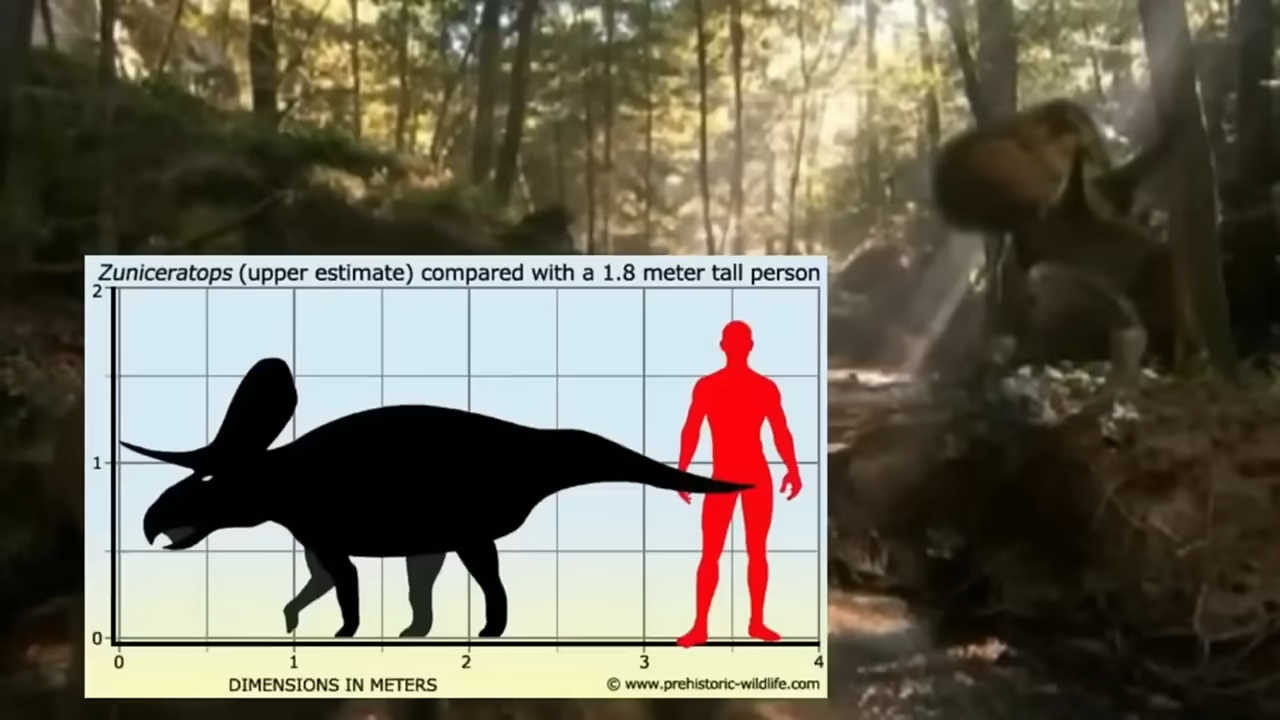 Zuniceratops (upper estimate) compared with a 1.8 meter tall person
2
1
0
0 1 2 3 4
DIMENSIONS IN METERS
© www.prehistoric-wildlife.com